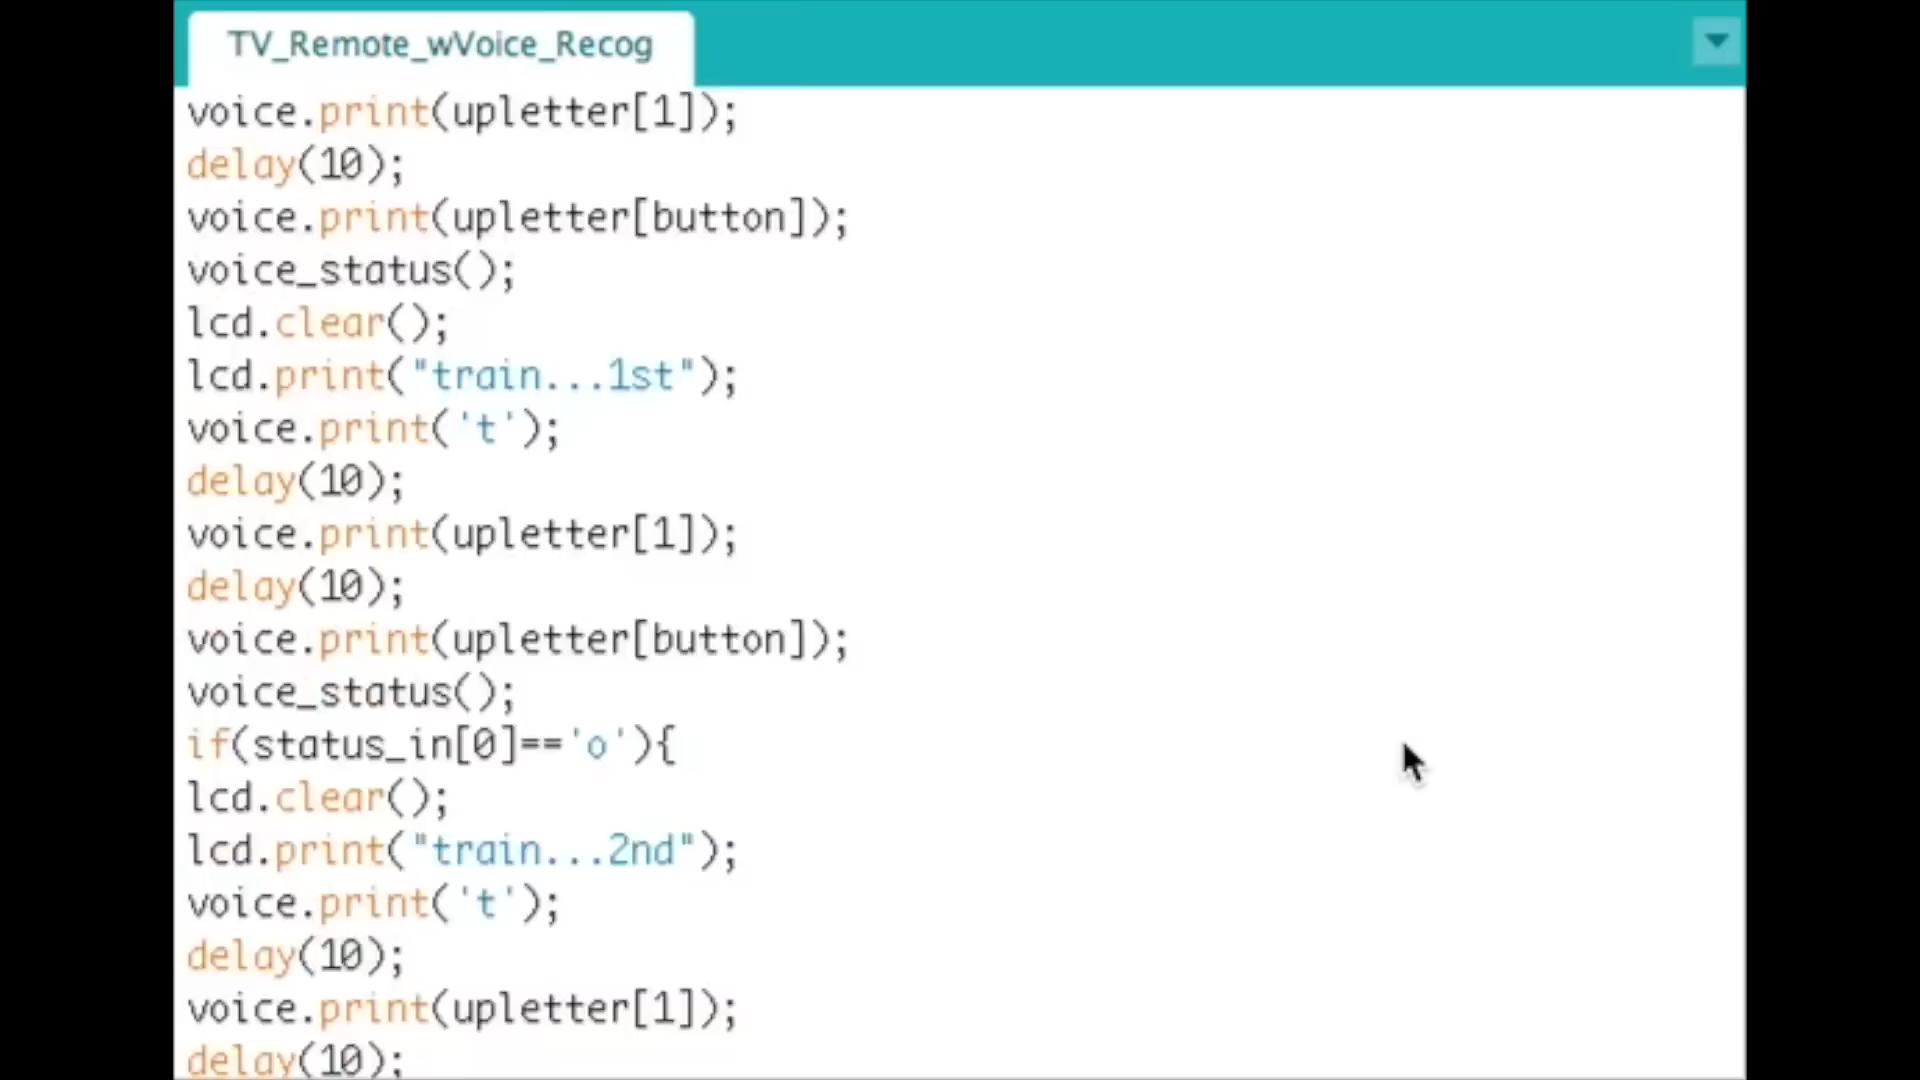 TV_Remote_wVoice_Recog
voice.print(upletter[1]);
delay(10);
voice.print(upletter[button]);
voice_status();
lcd.clear();
lcd.print("train...1st");
voice.print('t');
delay(10);
voice.print(upletter[1]);
delay(10);
voice.print(upletter[button]);
voice_status();
if(status_in[0]=='o'){
lcd.clear();
lcd.print("train...2nd");
voice.print('t');
delay(10);
voice.print(upletter[1]);
delay(10);